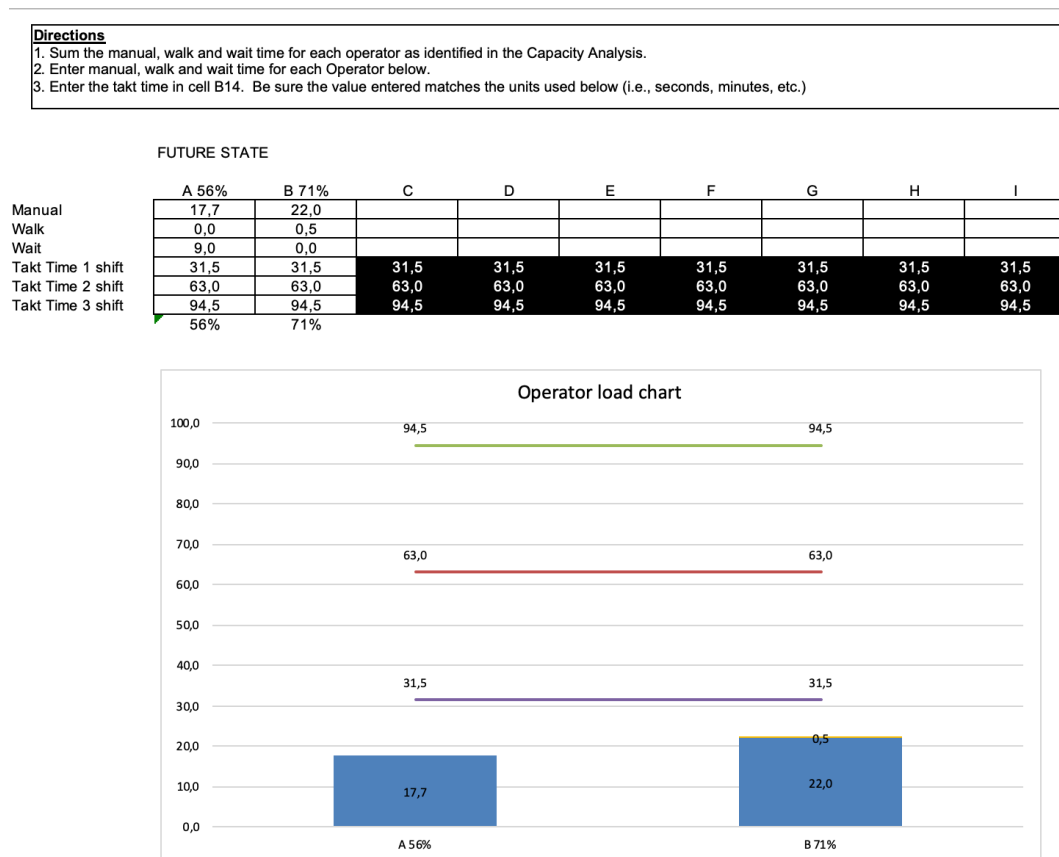 Directions
1. Sum the manual, walk and wait time for each operator as identified in the Capacity Analysis.
2. Enter manual, walk and wait time for each Operator below.
3. Enter the takt time in cell B14.  Be sure the value entered matches the units used below (i.e., seconds, minutes, etc.)
FUTURE STATE
A 56% B 71% C D E F G H I
Manual 17,7 22,0
Walk 0,0 0,5
Wait 9,0 0,0
Takt Time 1 shift 31,5 31,5 31,5 31,5 31,5 31,5 31,5 31,5 31,5
Takt Time 2 shift 63,0 63,0 63,0 63,0 63,0 63,0 63,0 63,0 63,0
Takt Time 3 shift 94,5 94,5 94,5 94,5 94,5 94,5 94,5 94,5 94,5
56% 71%
Operator load chart
100,0
94,5 94,5
90,0
80,0
70,0
63,0 63,0
60,0
50,0
40,0
31,5 31,5
30,0
20,0
0,5
10,0
17,7 22,0
0,0
A 56% B 71%